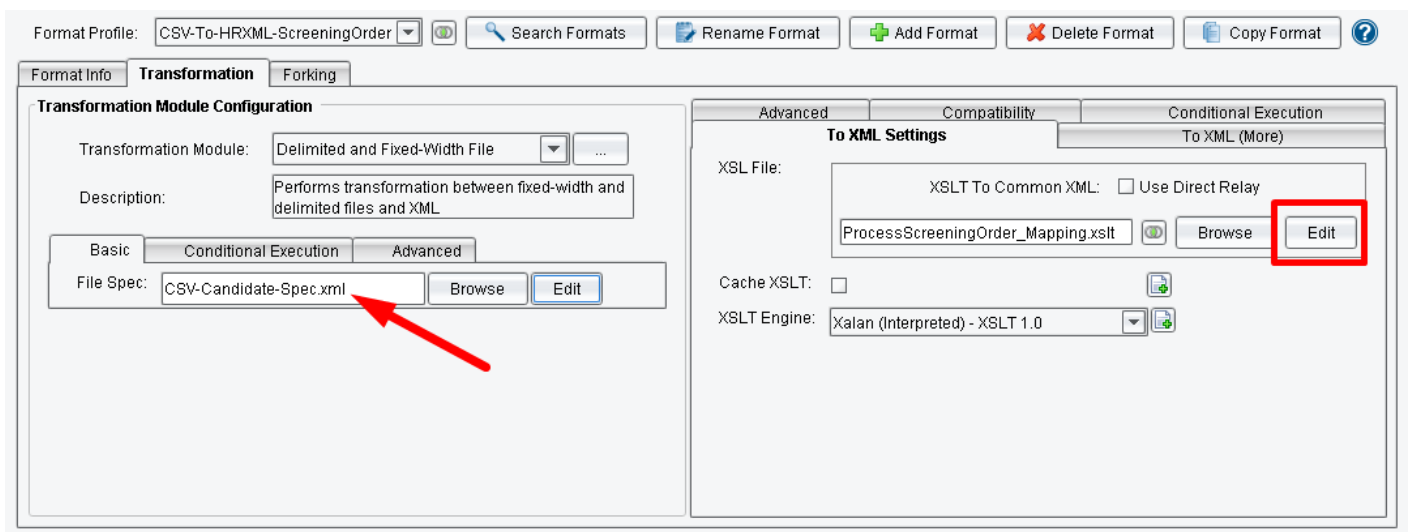 Format Profile: CSV-To-HRXML-ScreeningOrder Search Formats Rename Format Add Format Delete Format Copy Format ?
Format Info Transformation Forking
Transformation Module Configuration
Transformation Module: Delimited and Fixed-Width File ...
Description: Performs transformation between fixed-width and
delimited files and XML
Basic Conditional Execution Advanced
File Spec: CSV-Candidate-Spec.xml Browse Edit
Advanced Compatibility Conditional Execution
To XML Settings To XML (More)
XSL File:
XSLT To Common XML: Use Direct Relay
ProcessScreeningOrder_Mapping.xslt Browse Edit
Cache XSLT:
XSLT Engine: Xalan (Interpreted) - XSLT 1.0